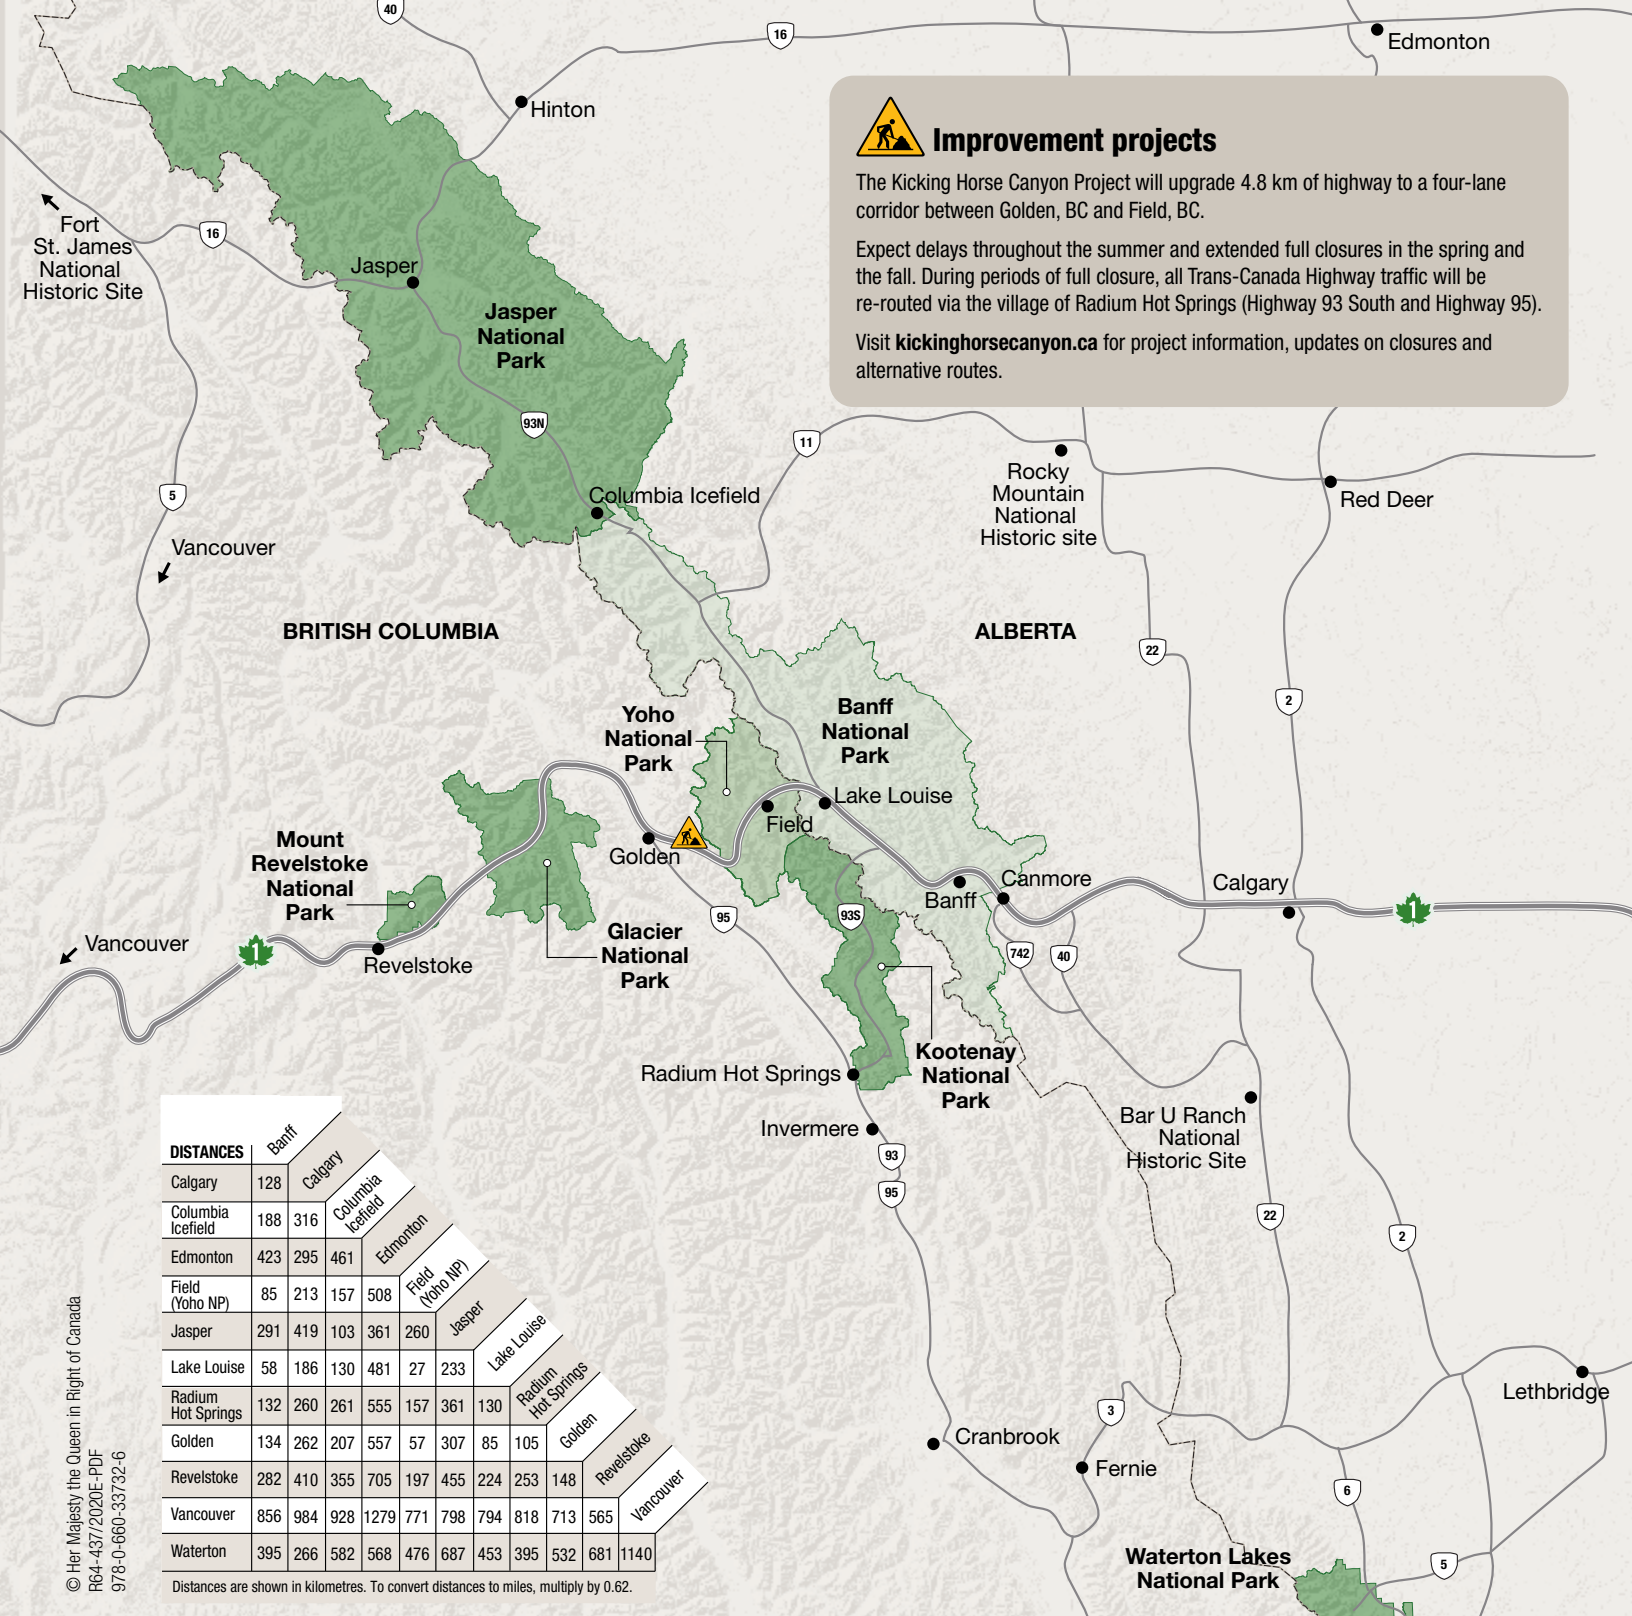 40
16
Edmonton
Hinton
Improvement projects
The Kicking Horse Canyon Project will upgrade 4.8 km of highway to a four-lane
corridor between Golden, BC and Field, BC.
Expect delays throughout the summer and extended full closures in the spring and
the fall. During periods of full closure, all Trans-Canada Highway traffic will be
re-routed via the village of Radium Hot Springs (Highway 93 South and Highway 95).
Visit kickinghorsecanyon.ca for project information, updates on closures and
alternative routes.
Fort
St. James
National
Historic Site
16
Jasper
Jasper
National
Park
93N
11
5
Columbia Icefield
Rocky
Mountain
National
Historic site
Red Deer
Vancouver
BRITISH COLUMBIA
ALBERTA
22
2
Yoho
National
Park
Banff
National
Park
Lake Louise
Field
Golden
Mount
Revelstoke
National
Park
Canmore
Banff
Calgary
1
95
93S
Glacier
National
Park
742
40
Vancouver
1
Revelstoke
Kootenay
National
Park
Radium Hot Springs
Invermere
93
95
Bar U Ranch
National
Historic Site
22
2
Lethbridge
3
Cranbrook
Fernie
6
5
Waterton Lakes
National Park
DISTANCES
Banff
Calgary 128
Calgary
Columbia
Icefield 188 316
Columbia
Icefield
Edmonton 423 295 461
Edmonton
Field
(Yoho NP) 85 213 157 508
Field
(Yoho NP)
Jasper 291 419 103 361 260
Jasper
Lake Louise 58 186 130 481 27 233
Lake Louise
Radium
Hot Springs 132 260 261 555 157 361 130
Radium
Hot Springs
Golden 134 262 207 557 57 307 85 105
Golden
Revelstoke 282 410 355 705 197 455 224 253 148
Revelstoke
Vancouver 856 984 928 1279 771 798 794 818 713 565
Vancouver
Waterton 395 266 582 568 476 687 453 395 532 681 1140
Distances are shown in kilometres. To convert distances to miles, multiply by 0.62.
© Her Majesty the Queen in Right of Canada
R64-437/2020E-PDF
978-0-660-33732-6